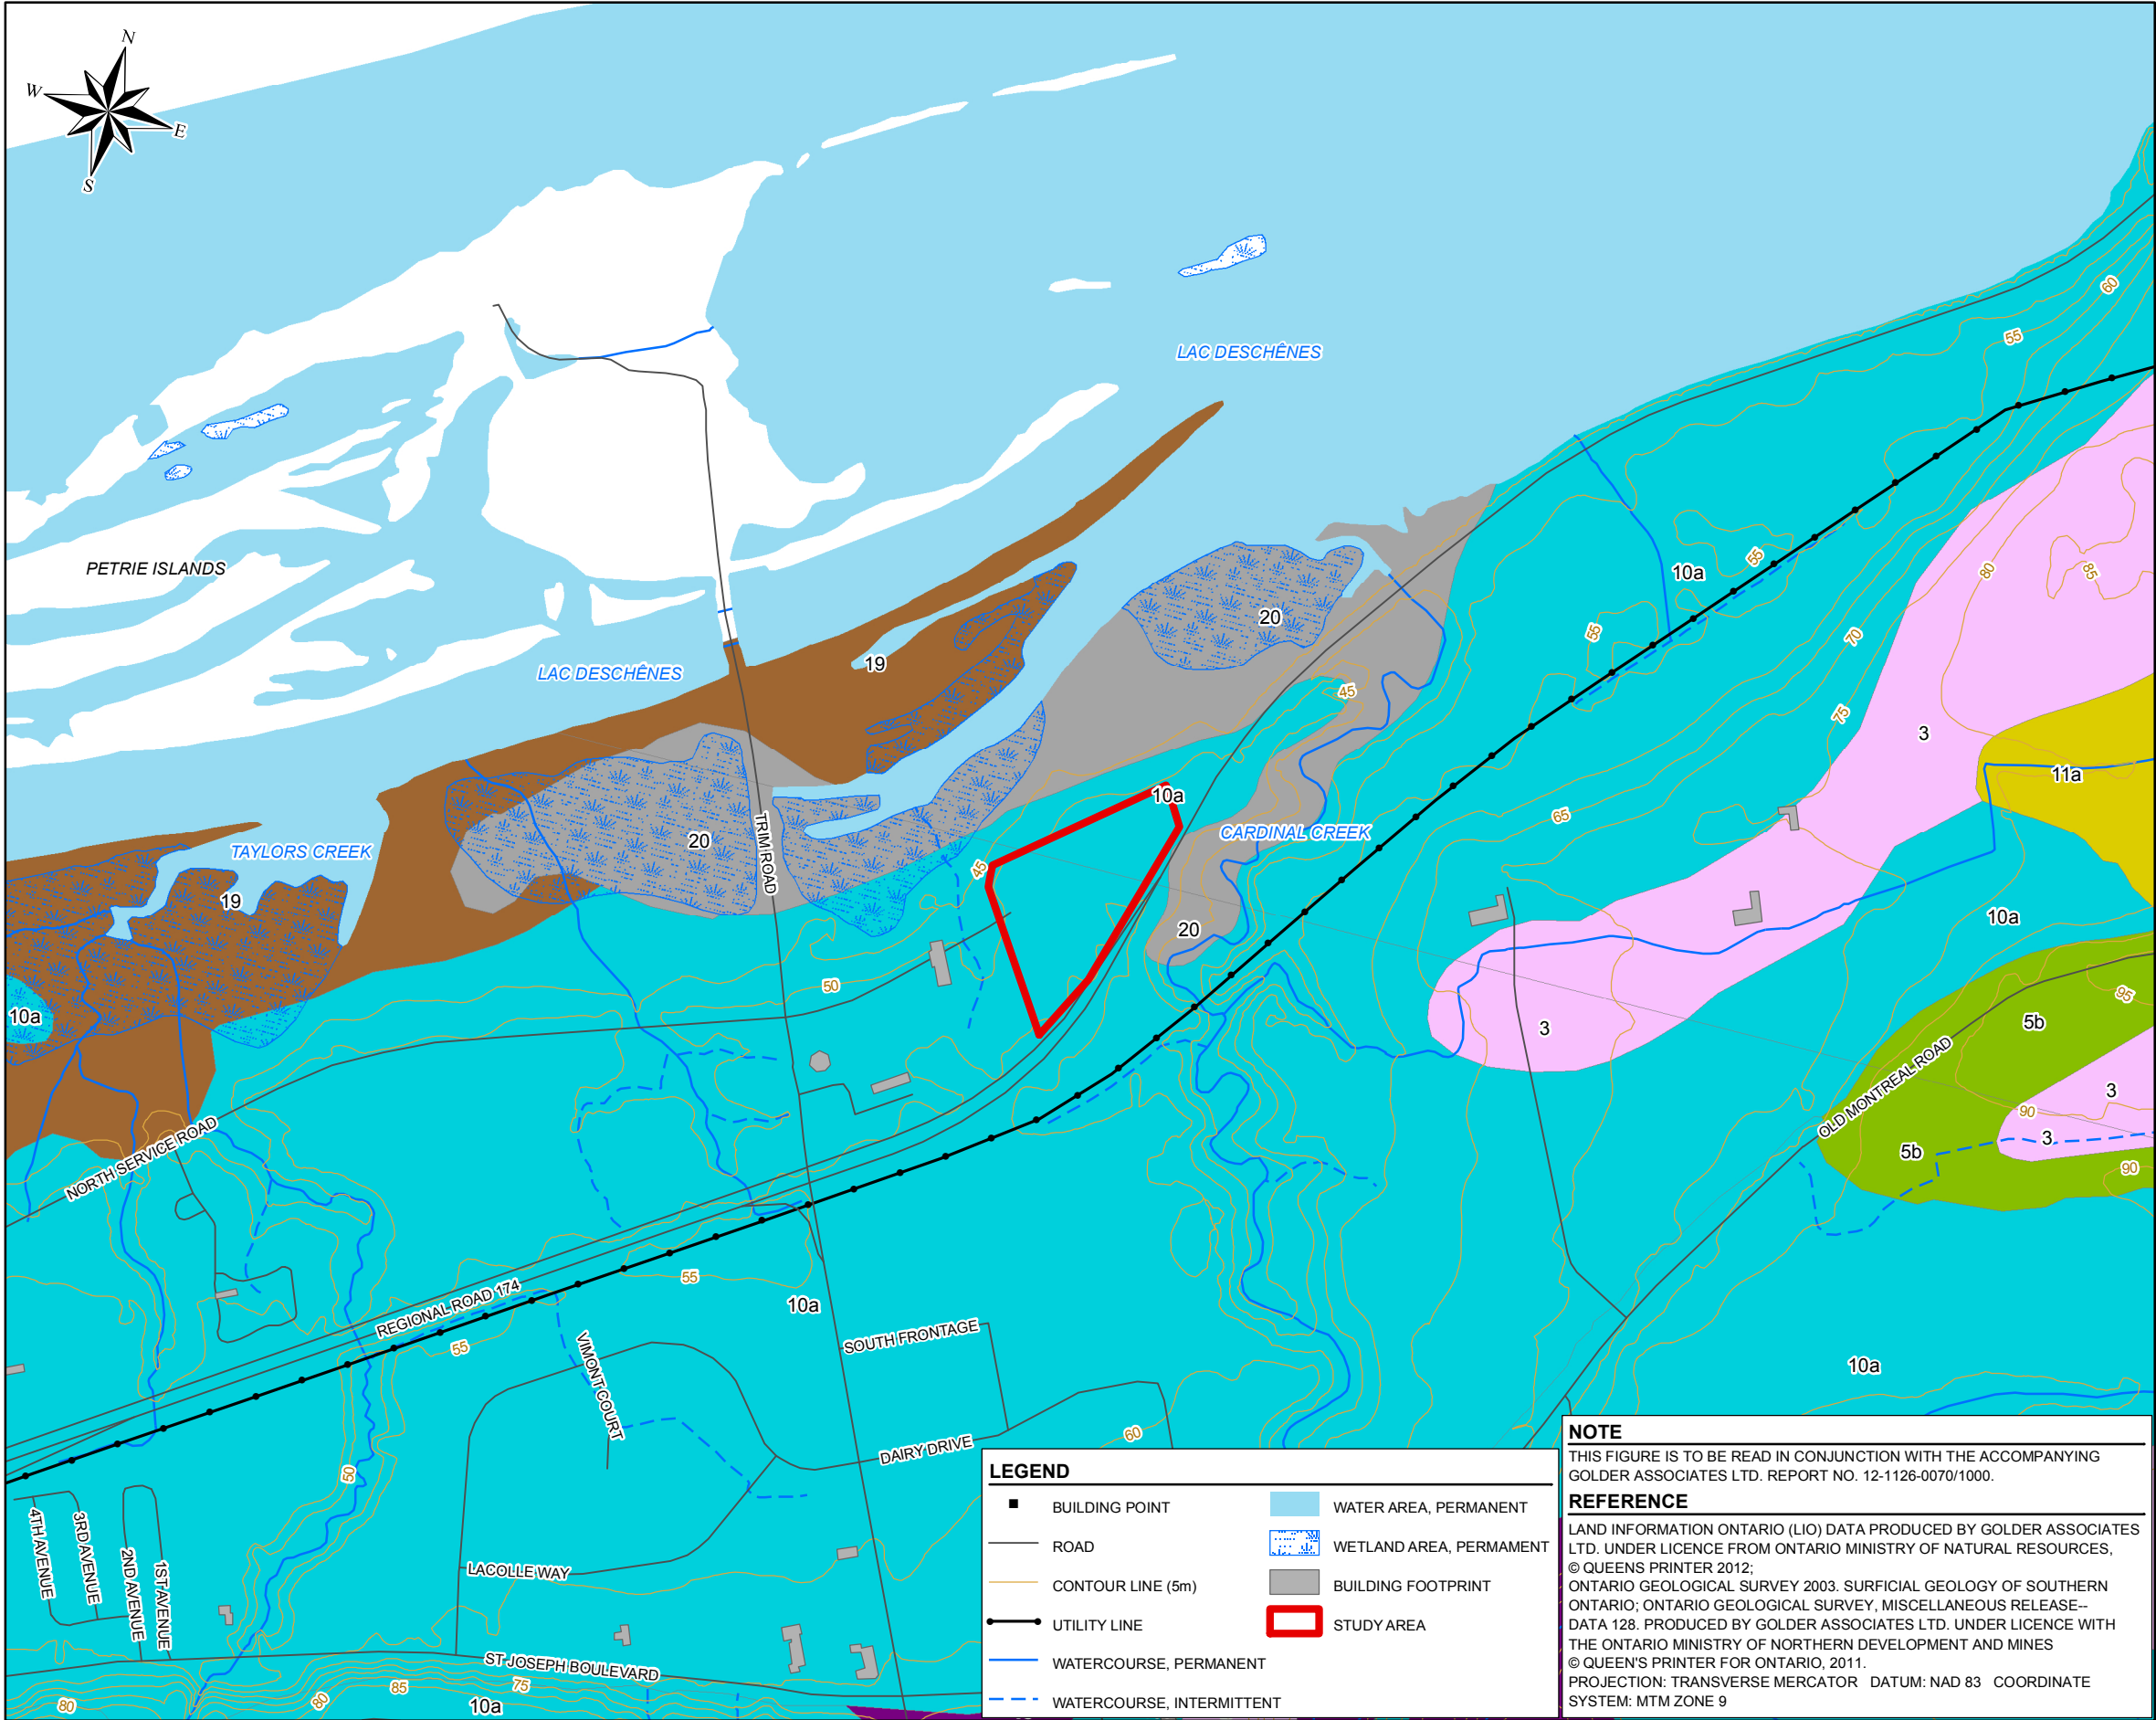 N
W
E
S
LAC DESCHÊNES
60
55
PETRIE ISLANDS
10a
55
80
85
20
55
70
19
LAC DESCHÊNES
45
75
3
11a
10a
65
20
TRIM ROAD
TAYLORS CREEK
CARDINAL CREEK
45
19
20
10a
50
95
10a
3
5b
OLD MONTREAL ROAD
3
90
NORTH SERVICE ROAD
3
5b
90
55
REGIONAL ROAD 174
10a
55
SOUTH FRONTAGE
VIMONT COURT
10a
60
DAIRY DRIVE
50
4TH AVENUE
3RD AVENUE
2ND AVENUE
1ST AVENUE
LACOLLE WAY
ST JOSEPH BOULEVARD
80
80
85
75
10a
LEGEND
BUILDING POINT
ROAD
CONTOUR LINE (5m)
UTILITY LINE
WATERCOURSE, PERMANENT
WATERCOURSE, INTERMITTENT
WATER AREA, PERMANENT
WETLAND AREA, PERMAMENT
BUILDING FOOTPRINT
STUDY AREA
NOTE
THIS FIGURE IS TO BE READ IN CONJUNCTION WITH THE ACCOMPANYING
GOLDER ASSOCIATES LTD. REPORT NO. 12-1126-0070/1000.
REFERENCE
LAND INFORMATION ONTARIO (LIO) DATA PRODUCED BY GOLDER ASSOCIATES
LTD. UNDER LICENCE FROM ONTARIO MINISTRY OF NATURAL RESOURCES,
© QUEENS PRINTER 2012;
ONTARIO GEOLOGICAL SURVEY 2003. SURFICIAL GEOLOGY OF SOUTHERN
ONTARIO; ONTARIO GEOLOGICAL SURVEY, MISCELLANEOUS RELEASE--
DATA 128. PRODUCED BY GOLDER ASSOCIATES LTD. UNDER LICENCE WITH
THE ONTARIO MINISTRY OF NORTHERN DEVELOPMENT AND MINES
© QUEEN'S PRINTER FOR ONTARIO, 2011.
PROJECTION: TRANSVERSE MERCATOR DATUM: NAD 83 COORDINATE
SYSTEM: MTM ZONE 9